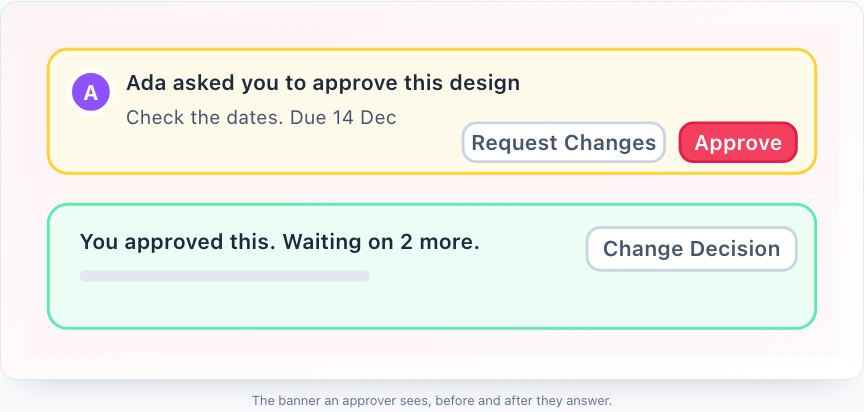 A
Ada asked you to approve this design
Check the dates. Due 14 Dec
Request Changes
Approve
You approved this. Waiting on 2 more.
Change Decision
The banner an approver sees, before and after they answer.